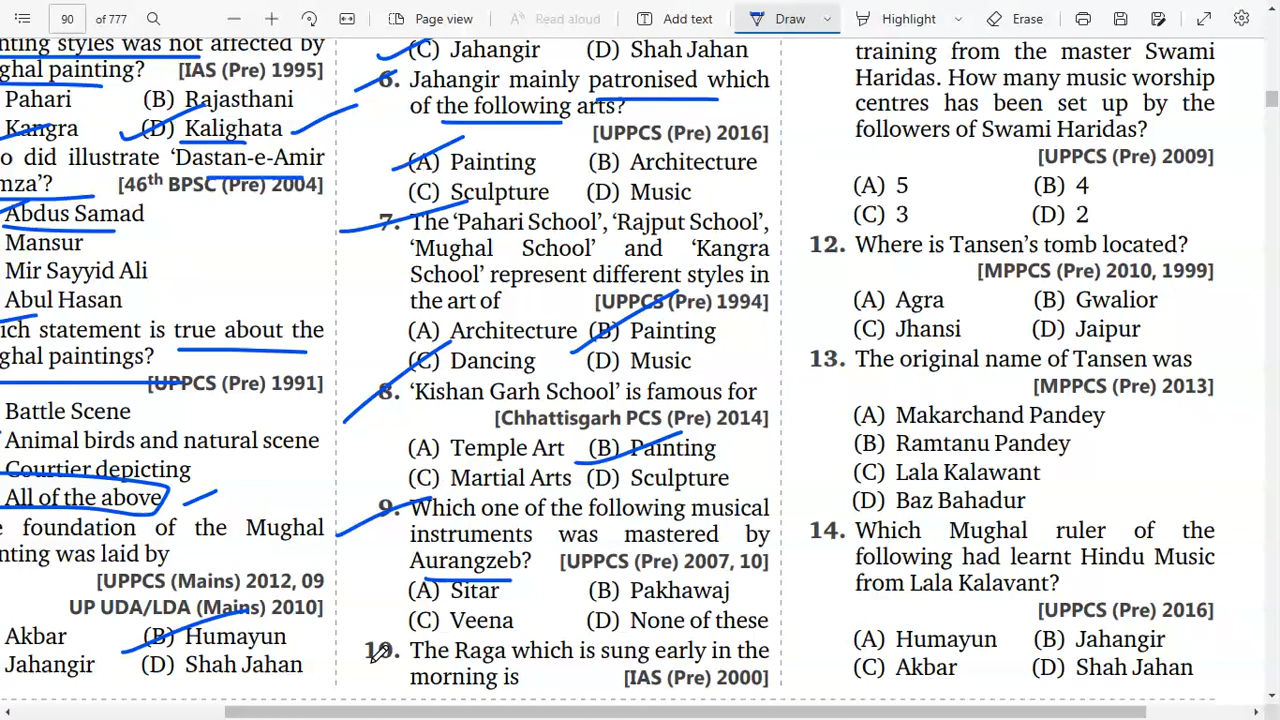 90
of 777
Page view
Read aloud
Add text
Draw
Highlight
Erase
nting styles was not affected by
ghal painting? [IAS (Pre) 1995]
Pahari (B) Rajasthani
Kangra (D) Kalighata
o did illustrate ‘Dastan-e-Amir
mza’? [46th BPSC (Pre) 2004]
Abdus Samad
Mansur
Mir Sayyid Ali
Abul Hasan
ich statement is true about the
ghal paintings?
[UPPCS (Pre) 1991]
Battle Scene
Animal birds and natural scene
Courtier depicting
All of the above
e foundation of the Mughal
nting was laid by
[UPPCS (Mains) 2012, 09
UP UDA/LDA (Mains) 2010]
Akbar (B) Humayun
Jahangir (D) Shah Jahan
(C) Jahangir (D) Shah Jahan
6. Jahangir mainly patronised which
of the following arts?
[UPPCS (Pre) 2016]
(A) Painting (B) Architecture
(C) Sculpture (D) Music
7. The ‘Pahari School’, ‘Rajput School’,
‘Mughal School’ and ‘Kangra
School’ represent different styles in
the art of [UPPCS (Pre) 1994]
(A) Architecture (B) Painting
(C) Dancing (D) Music
8. ‘Kishan Garh School’ is famous for
[Chhattisgarh PCS (Pre) 2014]
(A) Temple Art (B) Painting
(C) Martial Arts (D) Sculpture
9. Which one of the following musical
instruments was mastered by
Aurangzeb? [UPPCS (Pre) 2007, 10]
(A) Sitar (B) Pakhawaj
(C) Veena (D) None of these
10. The Raga which is sung early in the
morning is [IAS (Pre) 2000]
training from the master Swami
Haridas. How many music worship
centres has been set up by the
followers of Swami Haridas?
[UPPCS (Pre) 2009]
(A) 5 (B) 4
(C) 3 (D) 2
12. Where is Tansen’s tomb located?
[MPPCS (Pre) 2010, 1999]
(A) Agra (B) Gwalior
(C) Jhansi (D) Jaipur
13. The original name of Tansen was
[MPPCS (Pre) 2013]
(A) Makarchand Pandey
(B) Ramtanu Pandey
(C) Lala Kalawant
(D) Baz Bahadur
14. Which Mughal ruler of the
following had learnt Hindu Music
from Lala Kalavant?
[UPPCS (Pre) 2016]
(A) Humayun (B) Jahangir
(C) Akbar (D) Shah Jahan